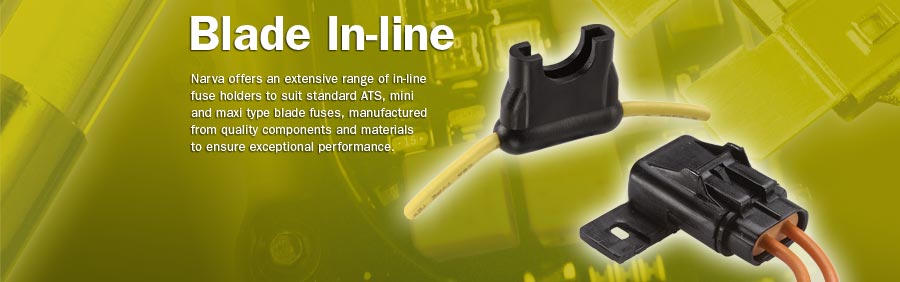 Blade In-line
Narva offers an extensive range of in-line
fuse holders to suit standard ATS, mini
and maxi type blade fuses, manufactured
from quality components and materials
to ensure exceptional performance.